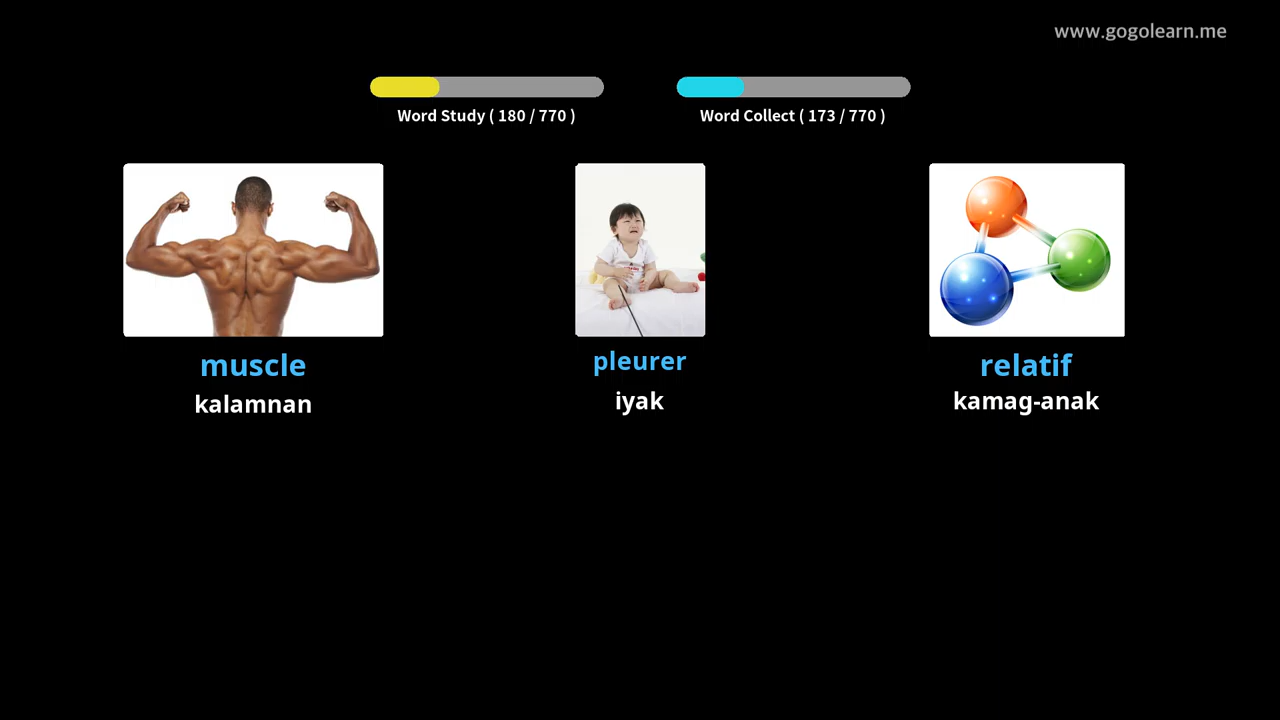 www.gogolearn.me
Word Study ( 180 / 770 )
Word Collect ( 173 / 770 )
muscle
kalamnan
pleurer
iyak
relatif
kamag-anak